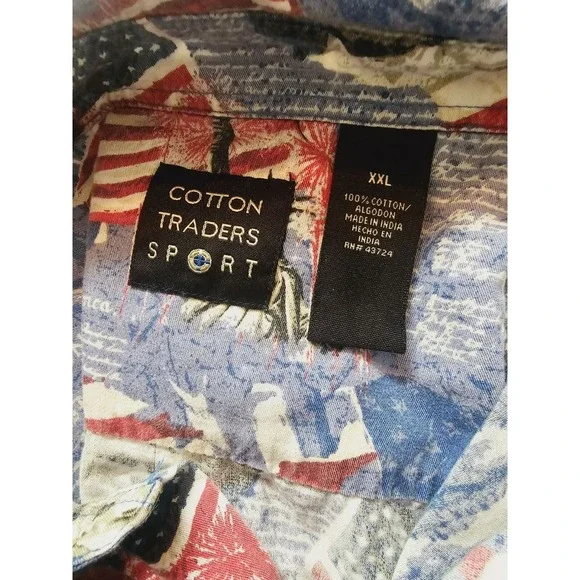 COTTON
TRADERS
SPORT
XXL
100% COTTON/
ALGODON
MADE IN INDIA
HECHO EN
INDIA
RN# 43724